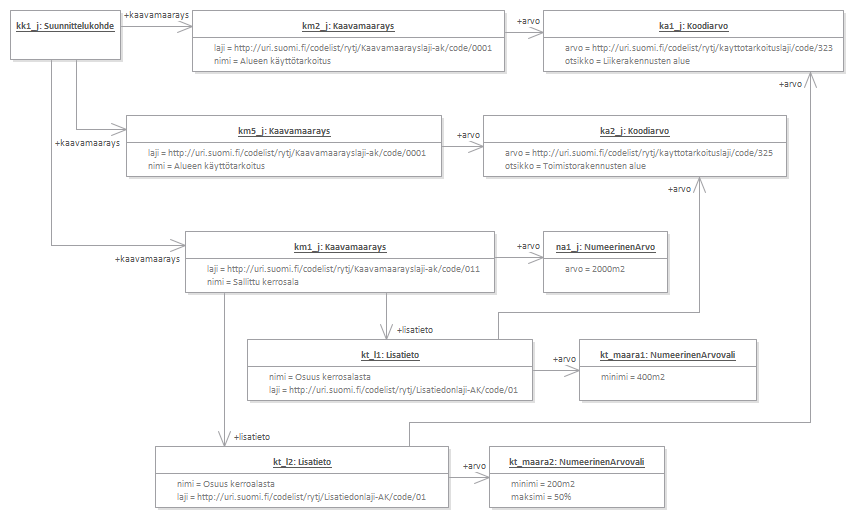 kk1_j: Suunnittelukohde
+kaavamaarays
km2_j: Kaavamaarays
laji = http://uri.suomi.fi/codelist/rytj/Kaavamaarayslaji-ak/code/0001
nimi = Alueen käyttötarkoitus
+arvo
ka1_j: Koodiarvo
arvo = http://uri.suomi.fi/codelist/rytj/kayttotarkoituslaji/code/323
otsikko = Liikerakennusten alue
+arvo
+kaavamaarays
km5_j: Kaavamaarays
laji = http://uri.suomi.fi/codelist/rytj/Kaavamaarayslaji-ak/code/0001
nimi = Alueen käyttötarkoitus
+arvo
ka2_j: Koodiarvo
arvo = http://uri.suomi.fi/codelist/rytj/kayttotarkoituslaji/code/325
otsikko = Toimistorakennusten alue
+arvo
+kaavamaarays
km1_j: Kaavamaarays
laji = http://uri.suomi.fi/codelist/rytj/Kaavamaarayslaji-ak/code/011
nimi = Sallittu kerrosala
+arvo
na1_j: NumeerinenArvo
arvo = 2000m2
+lisatieto
kt_l1: Lisatieto
nimi = Osuus kerrosalasta
laji = http://uri.suomi.fi/codelist/rytj/Lisatiedonlaji-AK/code/01
+arvo
kt_maara1: NumeerinenArvovali
minimi = 400m2
+lisatieto
kt_l2: Lisatieto
nimi = Osuus kerroalasta
laji = http://uri.suomi.fi/codelist/rytj/Lisatiedonlaji-AK/code/01
+arvo
kt_maara2: NumeerinenArvovali
minimi = 200m2
maksimi = 50%